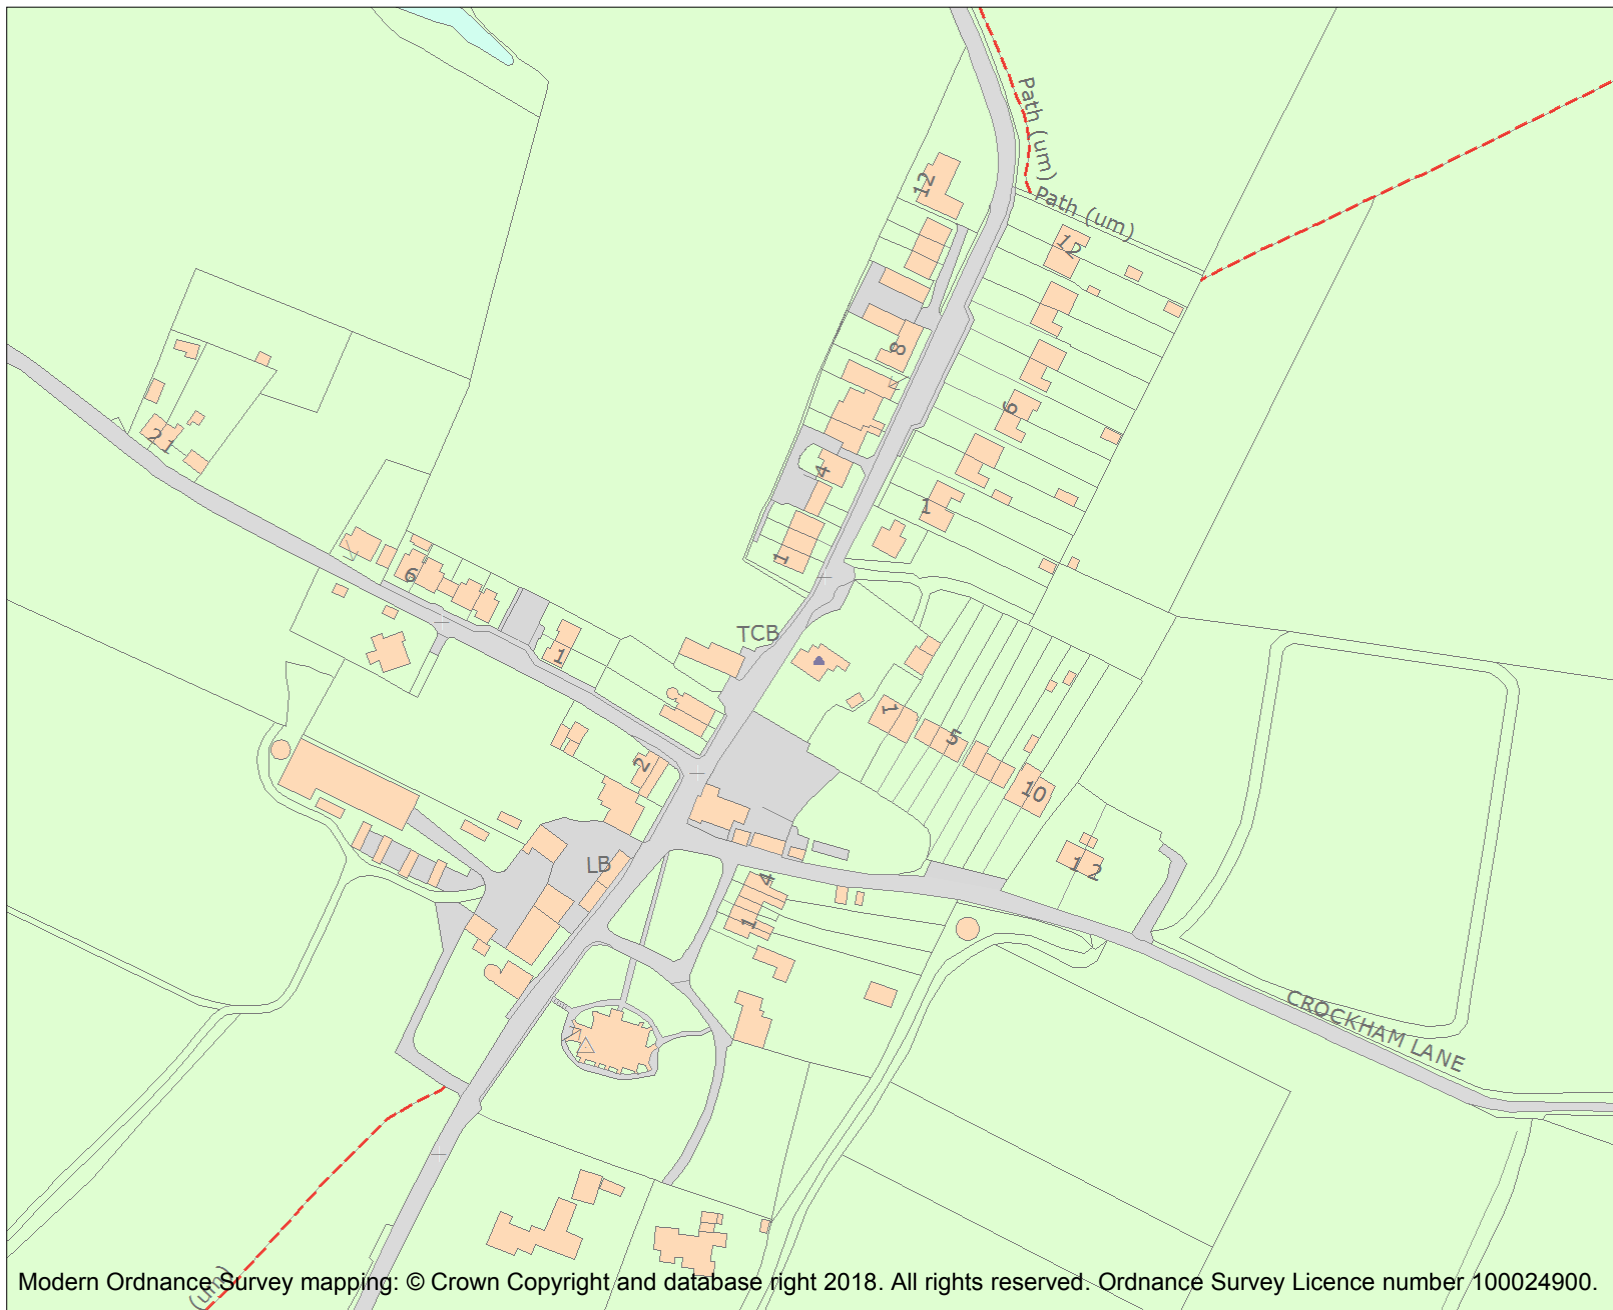 Path (um)
12
Path (um)
12
8
6
21
4
1
1
6
TCB
1
1
5
2
10
LB
4
12
1
CROCKHAM LANE
(um)
Modern Ordnance Survey mapping: © Crown Copyright and database right 2018. All rights reserved. Ordnance Survey Licence number 100024900.